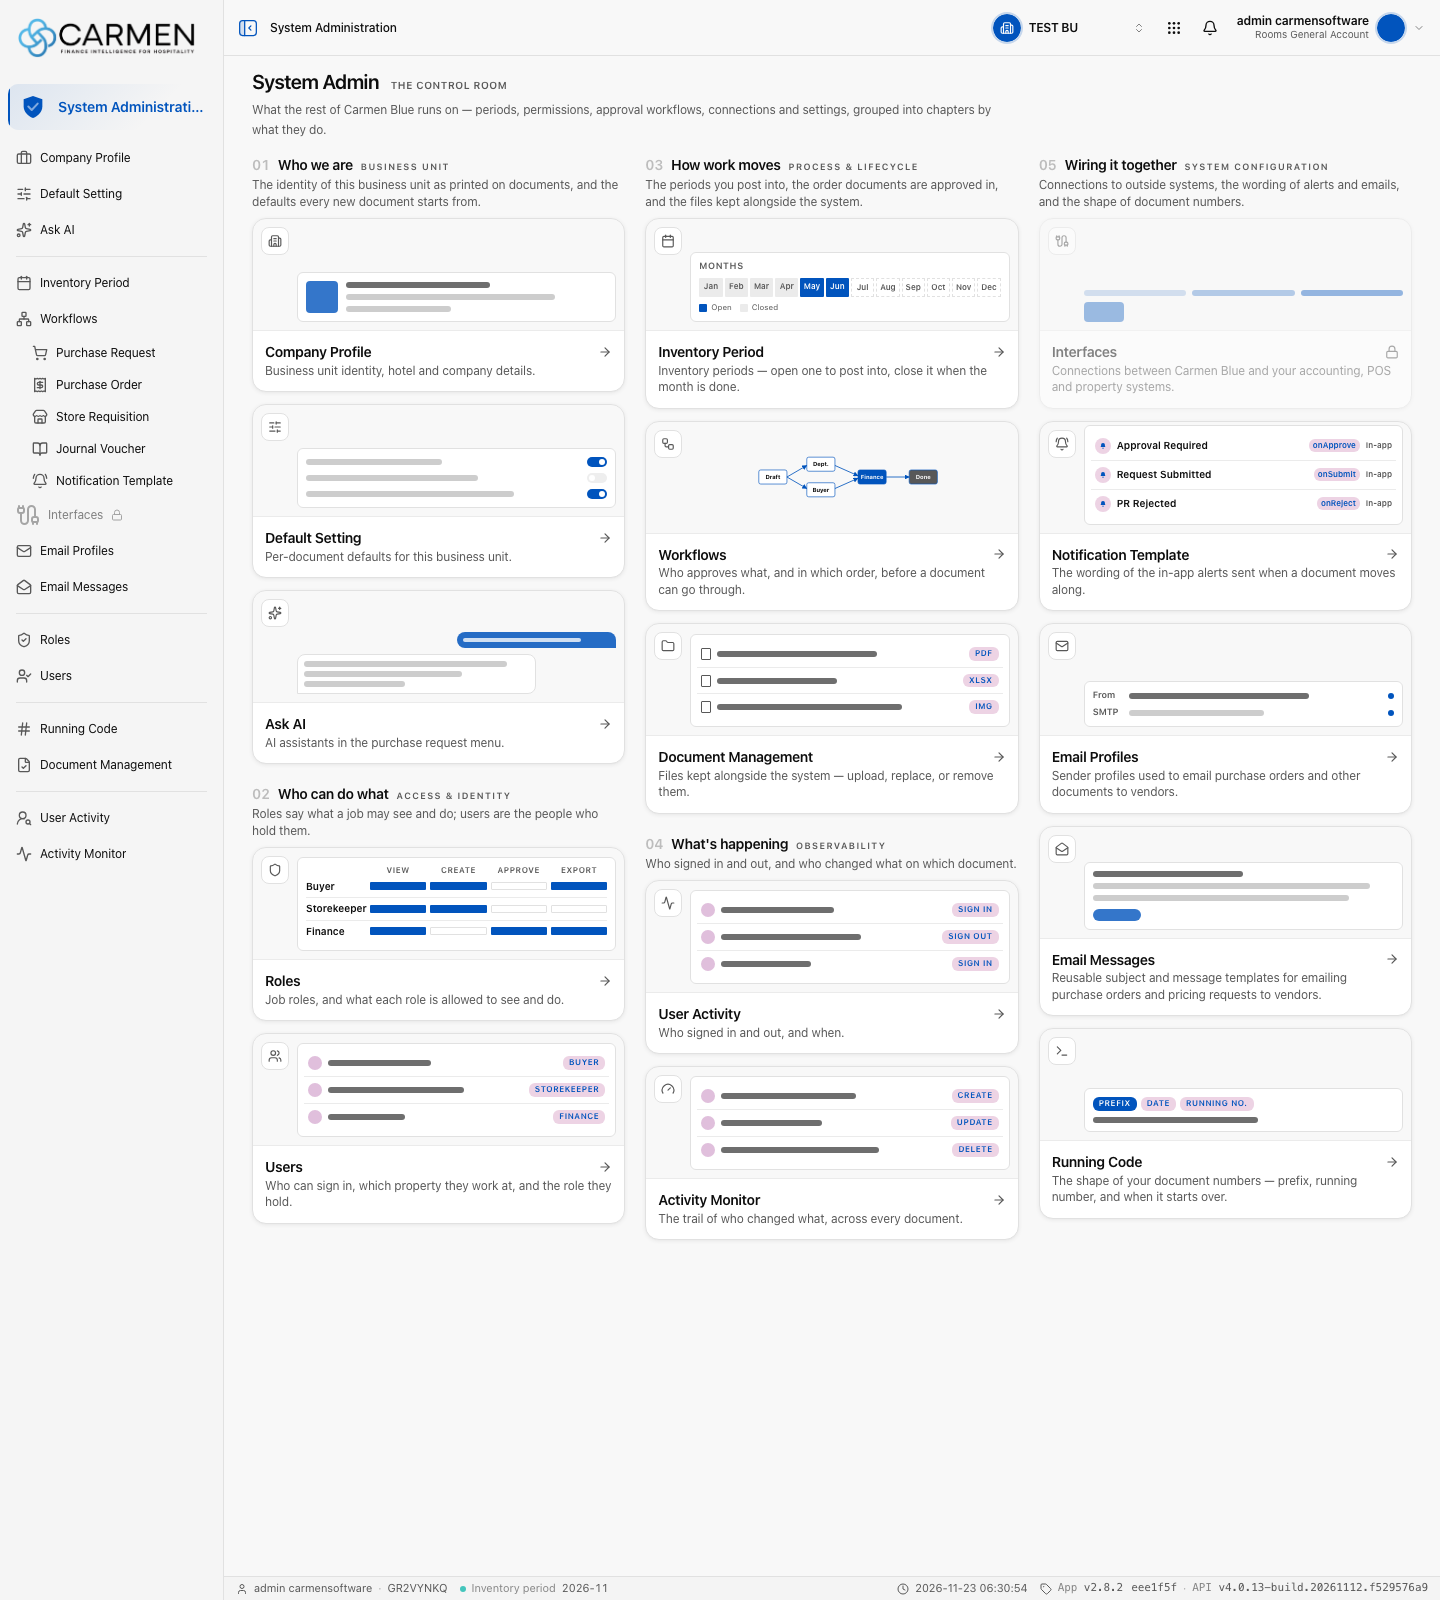 CARMEN
FINANCE INTELLIGENCE FOR HOSPITALITY
System Administrati...
Company Profile
Default Setting
Ask AI
Inventory Period
Workflows
Purchase Request
Purchase Order
Store Requisition
Journal Voucher
Notification Template
Interfaces
Email Profiles
Email Messages
Roles
Users
Running Code
Document Management
User Activity
Activity Monitor
System Administration
TEST BU
admin carmensoftware
Rooms General Account
System Admin THE CONTROL ROOM
What the rest of Carmen Blue runs on — periods, permissions, approval workflows, connections and settings, grouped into chapters by
what they do.
01 Who we are BUSINESS UNIT
The identity of this business unit as printed on documents, and the
defaults every new document starts from.
Company Profile
Business unit identity, hotel and company details.
Default Setting
Per-document defaults for this business unit.
Ask AI
AI assistants in the purchase request menu.
02 Who can do what ACCESS & IDENTITY
Roles say what a job may see and do; users are the people who
hold them.
VIEW CREATE APPROVE EXPORT
Buyer
Storekeeper
Finance
Roles
Job roles, and what each role is allowed to see and do.
BUYER
STOREKEEPER
FINANCE
Users
Who can sign in, which property they work at, and the role they
hold.
03 How work moves PROCESS & LIFECYCLE
The periods you post into, the order documents are approved in,
and the files kept alongside the system.
MONTHS
Jan Feb Mar Apr May Jun Jul Aug Sep Oct Nov Dec
Open Closed
Inventory Period
Inventory periods — open one to post into, close it when the
month is done.
Dept.
Draft Finance Done
Buyer
Workflows
Who approves what, and in which order, before a document
can go through.
PDF
XLSX
IMG
Document Management
Files kept alongside the system — upload, replace, or remove
them.
04 What's happening OBSERVABILITY
Who signed in and out, and who changed what on which document.
SIGN IN
SIGN OUT
SIGN IN
User Activity
Who signed in and out, and when.
CREATE
UPDATE
DELETE
Activity Monitor
The trail of who changed what, across every document.
05 Wiring it together SYSTEM CONFIGURATION
Connections to outside systems, the wording of alerts and emails,
and the shape of document numbers.
Interfaces
Connections between Carmen Blue and your accounting, POS
and property systems.
Approval Required onApprove in-app
Request Submitted onSubmit in-app
PR Rejected onReject in-app
Notification Template
The wording of the in-app alerts sent when a document moves
along.
From
SMTP
Email Profiles
Sender profiles used to email purchase orders and other
documents to vendors.
Email Messages
Reusable subject and message templates for emailing
purchase orders and pricing requests to vendors.
PREFIX DATE RUNNING NO.
Running Code
The shape of your document numbers — prefix, running
number, and when it starts over.
admin carmensoftware · GR2VYNKQ Inventory period 2026-11
2026-11-23 06:30:54 App v2.8.2 eee1f5f · API v4.0.13-build.20261112.f529576a9